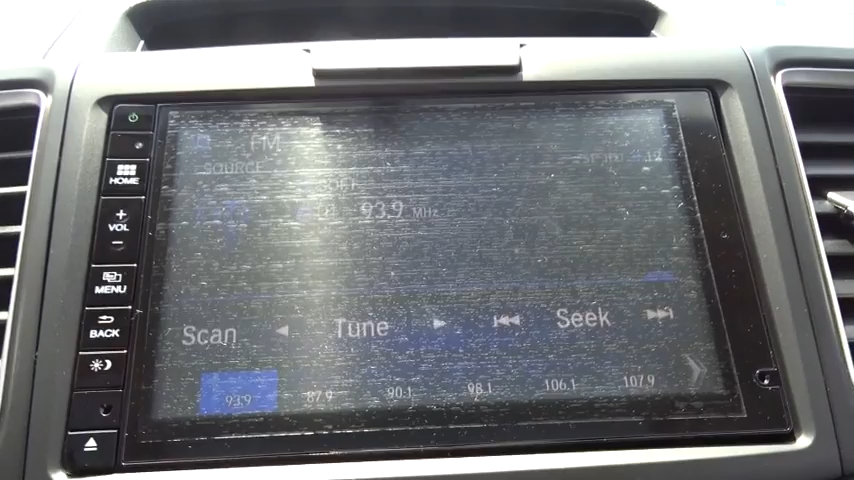 FM
SOURCE
HOME
93.9 MHz
VOL
MENU
Scan
Tune
Seek
BACK
93.9
87.9
90.1
98.1
106.1
107.9